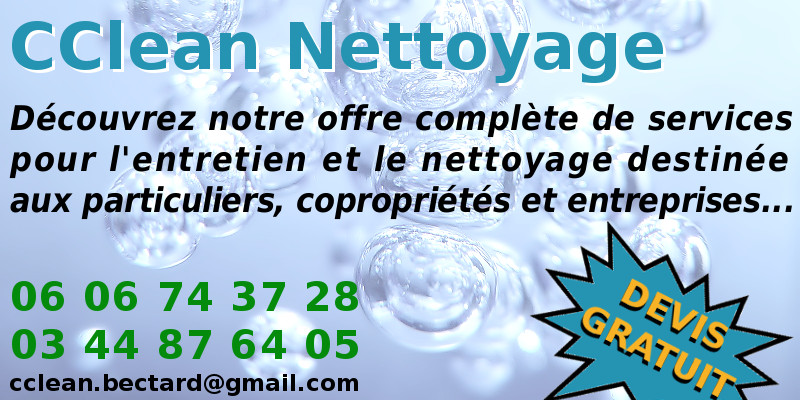 CClean Nettoyage
Découvrez notre offre complète de services
pour l'entretien et le nettoyage destinée
aux particuliers, copropriétés et entreprises...
06 06 74 37 28
03 44 87 64 05
cclean.bectard@gmail.com
DEVIS
GRATUIT